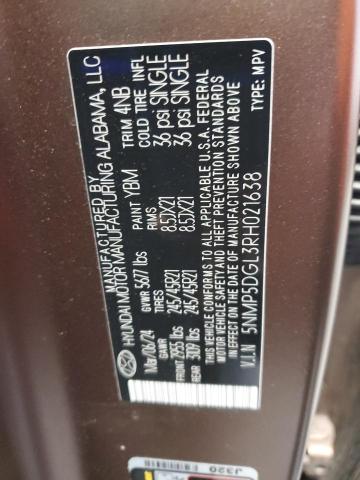 MANUFACTURED BY
HYUNDAI MOTOR MANUFACTURING ALABAMA, LLC
Mar/06/24 GVWR 5677 lbs PAINT YBM TRIM 4NB
GAWR TIRES RIMS COLD TIRE INFL
FRONT 2955 lbs 245/45R21 8.5JX21 36 psi SINGLE
REAR 3109 lbs 245/45R21 8.5JX21 36 psi SINGLE
THIS VEHICLE CONFORMS TO ALL APPLICABLE U.S.A. FEDERAL
MOTOR VEHICLE SAFETY AND THEFT PREVENTION STANDARDS
IN EFFECT ON THE DATE OF MANUFACTURE SHOWN ABOVE
V.I.N 5NMP5DGL3RH021638 TYPE: MPV
J320